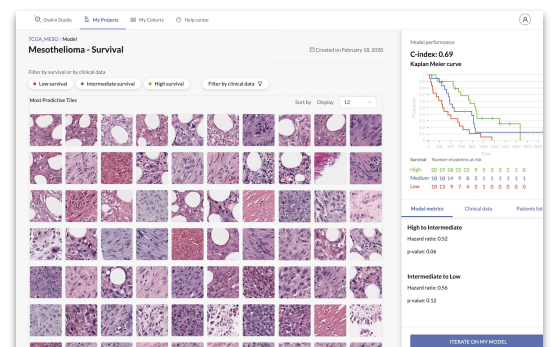 Owkin Studio
My Projects
My Cohorts
Help center
TCGA_MESO › Model
Mesothelioma - Survival
Created on February 18, 2020
Filter by survival or by clinical data
Low survival
Intermediate survival
High survival
Filter by clinical data
Most Predictive Tiles
Sort by
Display
12
Model performance
C-index: 0.69
Kaplan Meier curve
Probability
Time
Survival Number of patients at risk
High 20 19 18 15 13 9 5 3 2 1 0
Medium 18 18 14 9 8 3 1 1 1 1 1
Low 18 13 9 7 4 3 1 0 0 0 0 0
Model metrics
Clinical data
Patients list
High to Intermediate
Hazard ratio: 0.52
p-value: 0.06
Intermediate to Low
Hazard ratio: 0.56
p-value: 0.12
ITERATE ON MY MODEL